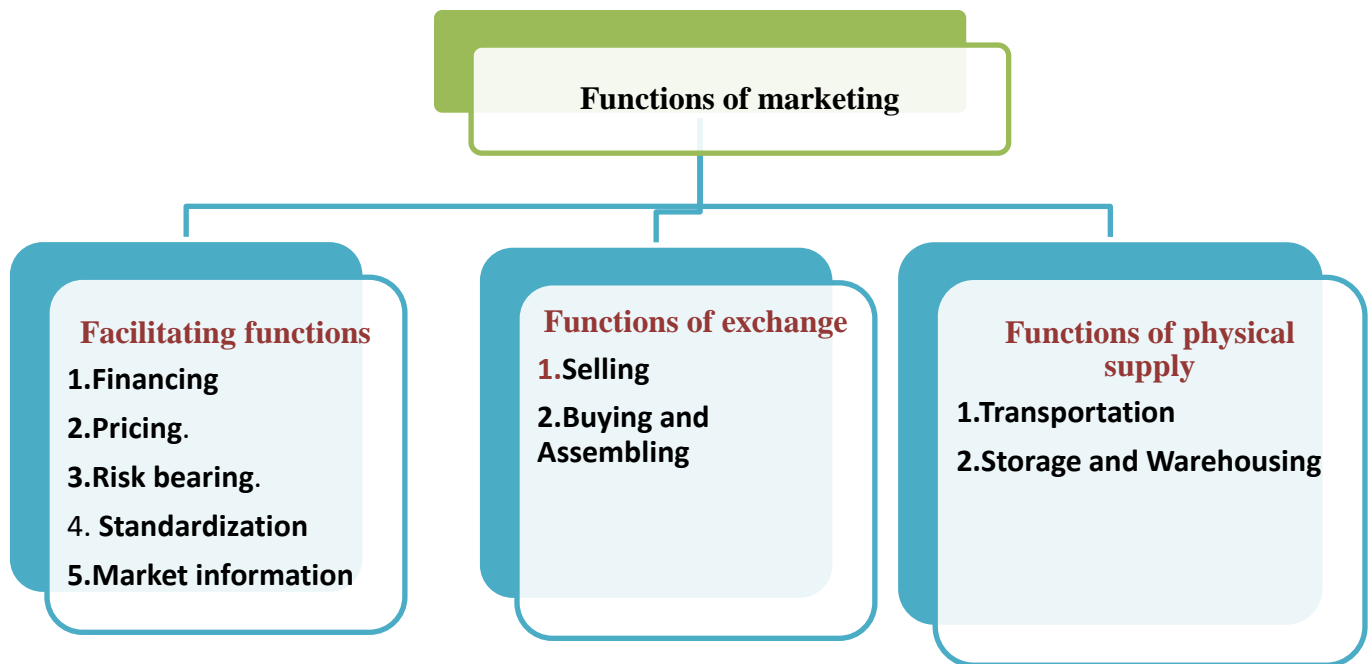 Functions of marketing
Facilitating functions
1.Financing
2.Pricing.
3.Risk bearing.
4. Standardization
5.Market information
Functions of exchange
1.Selling
2.Buying and
Assembling
Functions of physical
supply
1.Transportation
2.Storage and Warehousing